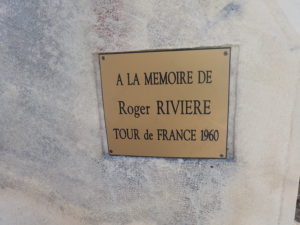 A LA MEMOIRE DE
Roger RIVIERE
TOUR de FRANCE 1960